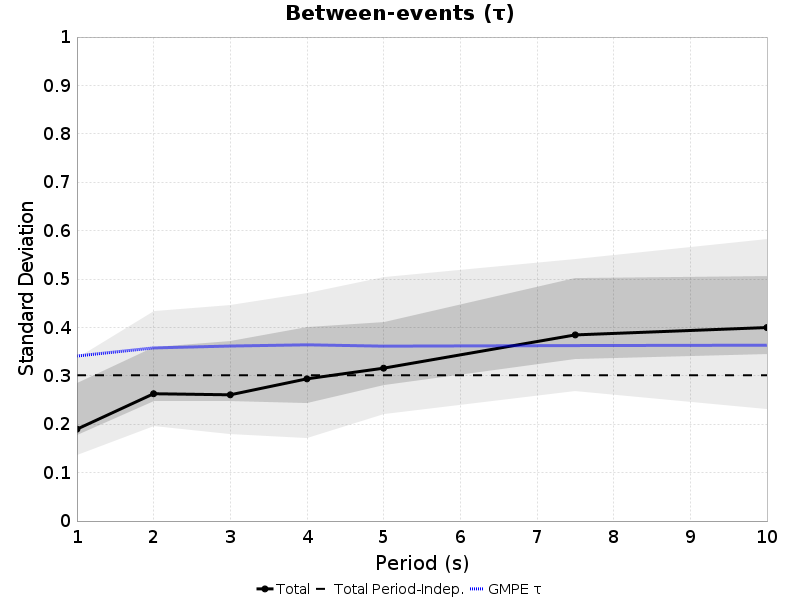 Between-events (τ)
Standard Deviation
1
0.9
0.8
0.7
0.6
0.5
0.4
0.3
0.2
0.1
0
1 2 3 4 5 6 7 8 9 10
Period (s)
Total Total Period-Indep. GMPE τ